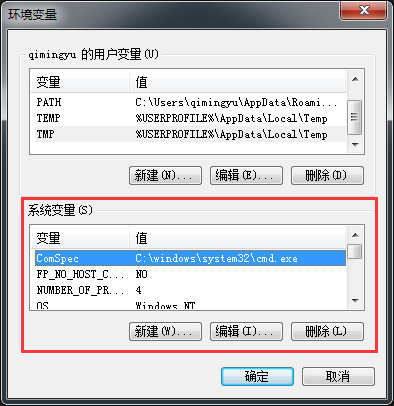 环境变量
qimingyu 的用户变量(U)
变量 值
PATH C:\Users\qimingyu\AppData\Roami...
TEMP %USERPROFILE%\AppData\Local\Temp
TMP %USERPROFILE%\AppData\Local\Temp
新建(N)... 编辑(E)... 删除(D)
系统变量(S)
变量 值
ComSpec C:\windows\system32\cmd.exe
FP_NO_HOST_C... NO
NUMBER_OF_PR... 4
OS Windows_NT
新建(W)... 编辑(I)... 删除(L)
确定 取消